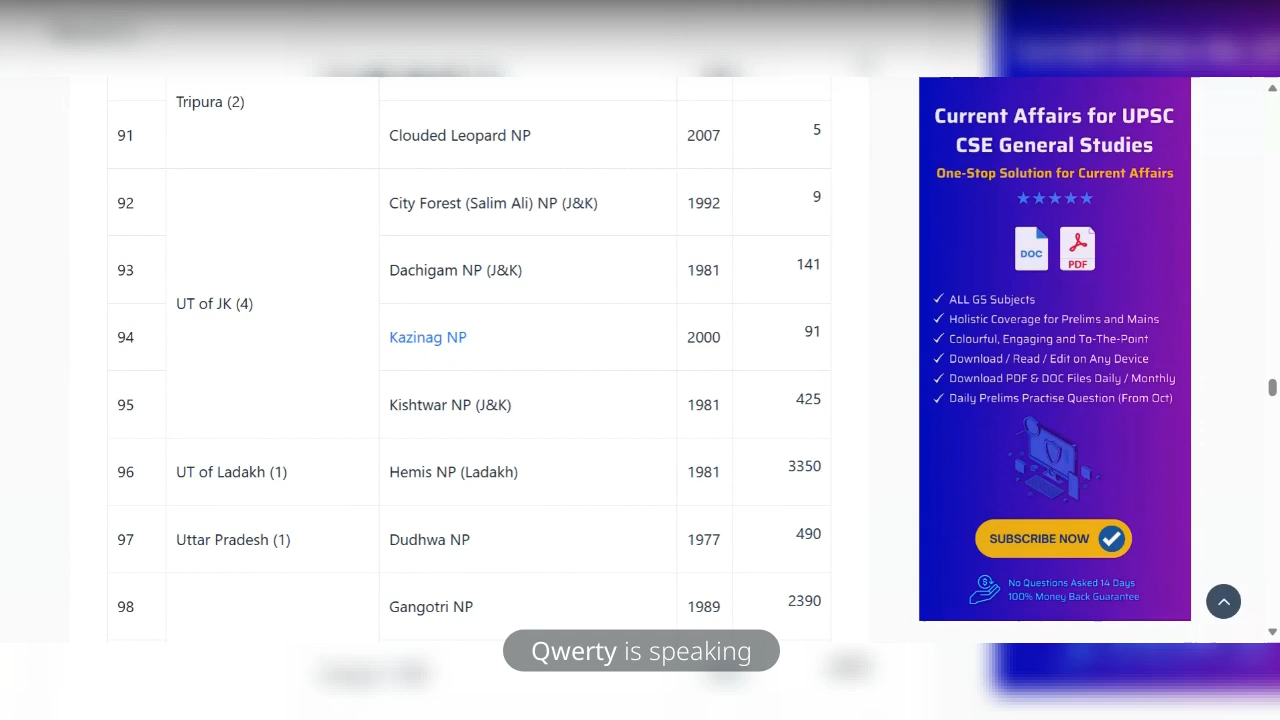 Tripura (2)
91 Clouded Leopard NP 2007 5
92 City Forest (Salim Ali) NP (J&K) 1992 9
93 Dachigam NP (J&K) 1981 141
UT of JK (4)
94 Kazinag NP 2000 91
95 Kishtwar NP (J&K) 1981 425
96 UT of Ladakh (1) Hemis NP (Ladakh) 1981 3350
97 Uttar Pradesh (1) Dudhwa NP 1977 490
98 Gangotri NP 1989 2390
Current Affairs for UPSC
CSE General Studies
One-Stop Solution for Current Affairs
DOC
PDF
ALL GS Subjects
Holistic Coverage for Prelims and Mains
Colourful, Engaging and To-The-Point
Download / Read / Edit on Any Device
Download PDF & DOC Files Daily / Monthly
Daily Prelims Practise Question (From Oct)
SUBSCRIBE NOW
No Questions Asked 14 Days
100% Money Back Guarantee
Qwerty is speaking